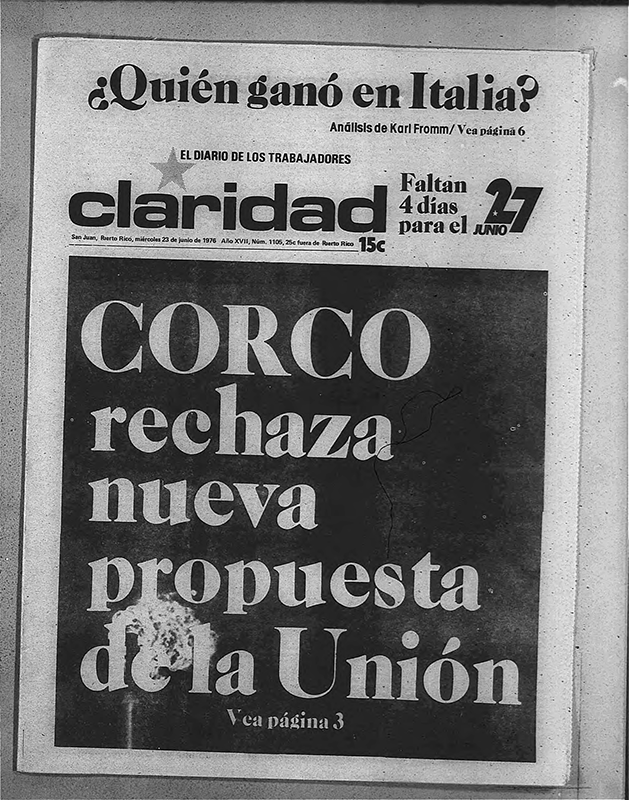 ¿Quién ganó en Italia?
Análisis de Karl Fromm/Vea página 6
EL DIARIO DE LOS TRABAJADORES
claridad
Faltan
4 días
para el
27
JUNIO
San Juan, Puerto Rico, miércoles 23 de junio de 1976 Año XVII, Núm. 1105, 25c fuera de Puerto Rico 15c
CORCO
rechaza
nueva
propuesta
de la Unión
Vea página 3